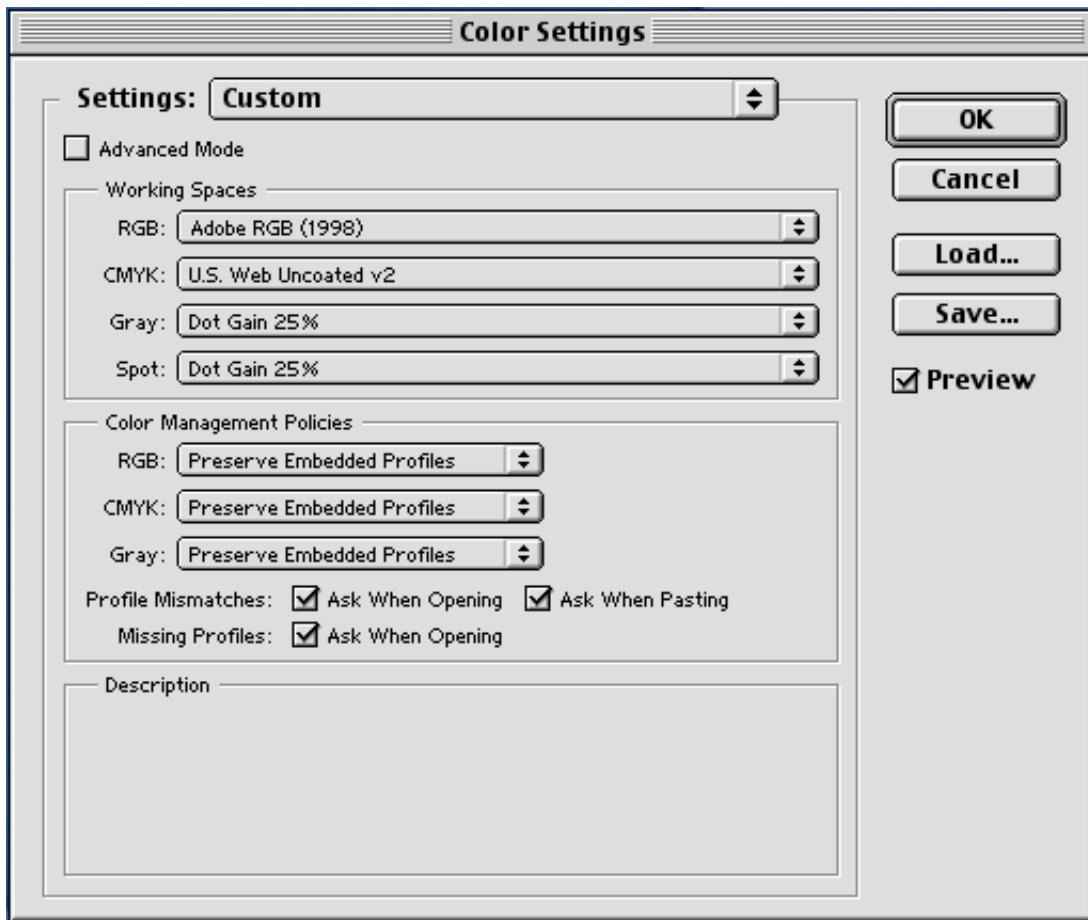 Color Settings
Settings: Custom
OK
Advanced Mode
Cancel
Working Spaces
RGB: Adobe RGB (1998)
Load...
CMYK: U.S. Web Uncoated v2
Save...
Gray: Dot Gain 25%
Spot: Dot Gain 25%
Preview
Color Management Policies
RGB: Preserve Embedded Profiles
CMYK: Preserve Embedded Profiles
Gray: Preserve Embedded Profiles
Profile Mismatches: Ask When Opening Ask When Pasting
Missing Profiles: Ask When Opening
Description